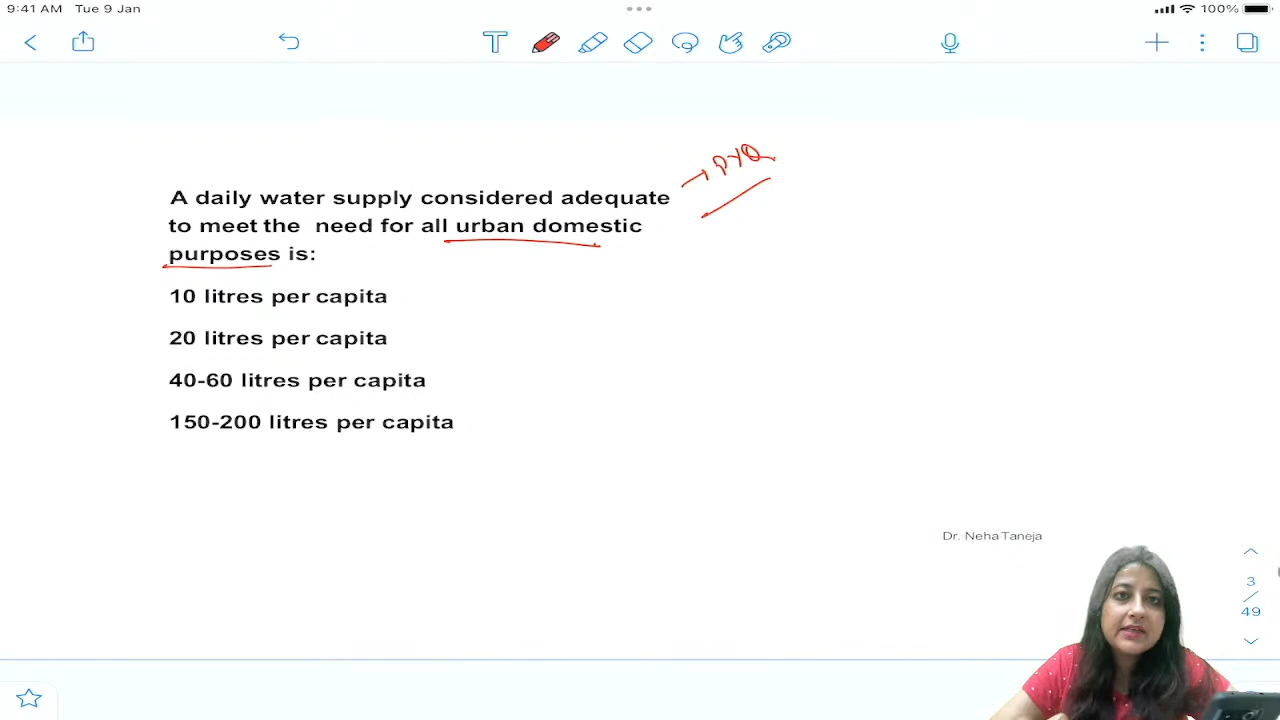 9:41 AM Tue 9 Jan
100%
T
→ PYQ
A daily water supply considered adequate
to meet the need for all urban domestic
purposes is:
10 litres per capita
20 litres per capita
40-60 litres per capita
150-200 litres per capita
Dr. Neha Taneja
3
/
49